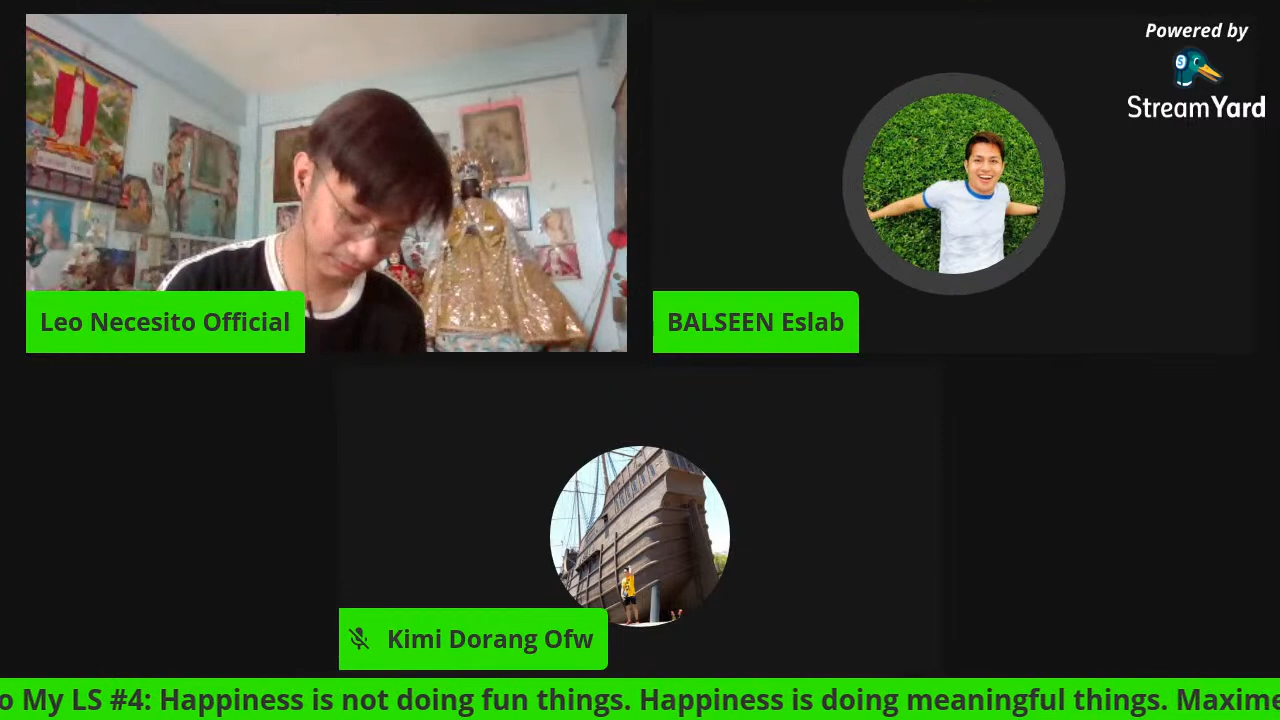 Powered by
StreamYard
Leo Necesito Official
BALSEEN Eslab
Kimi Dorang Ofw
o My LS #4: Happiness is not doing fun things. Happiness is doing meaningful things. Maxime